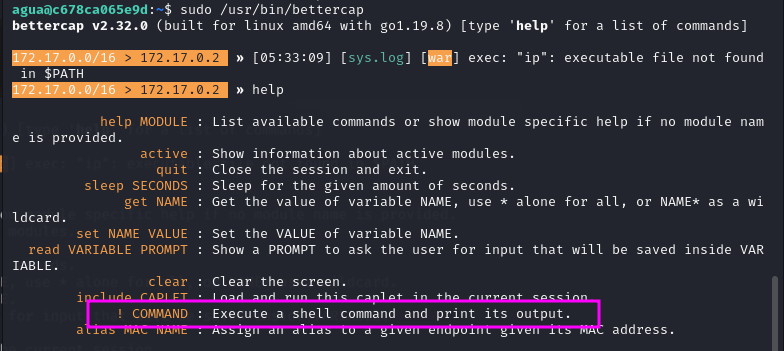 agua@c678ca065e9d:~$ sudo /usr/bin/bettercap
bettercap v2.32.0 (built for linux amd64 with go1.19.8) [type 'help' for a list of commands]
172.17.0.0/16 > 172.17.0.2 » [05:33:09] [sys.log] [war] exec: "ip": executable file not found
in $PATH
172.17.0.0/16 > 172.17.0.2 » help
help MODULE : List available commands or show module specific help if no module nam
e is provided.
active : Show information about active modules.
quit : Close the session and exit.
sleep SECONDS : Sleep for the given amount of seconds.
get NAME : Get the value of variable NAME, use * alone for all, or NAME* as a wi
ldcard.
set NAME VALUE : Set the VALUE of variable NAME.
read VARIABLE PROMPT : Show a PROMPT to ask the user for input that will be saved inside VAR
IABLE.
clear : Clear the screen.
include CAPLET : Load and run this caplet in the current session.
! COMMAND : Execute a shell command and print its output.
alias MAC NAME : Assign an alias to a given endpoint given its MAC address.